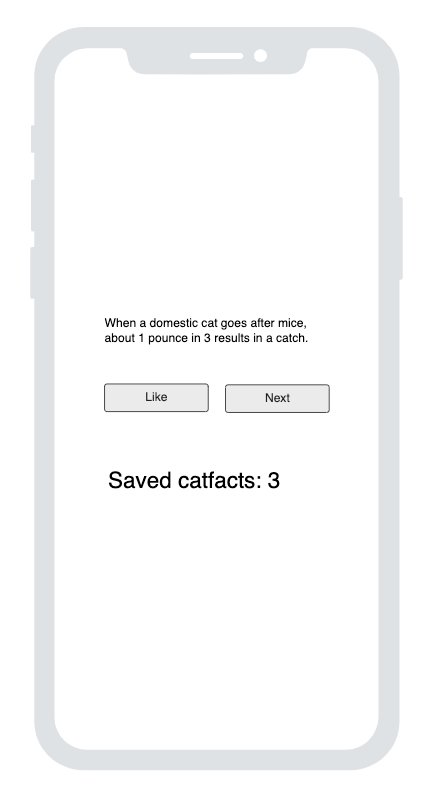 When a domestic cat goes after mice,
about 1 pounce in 3 results in a catch.
Like
Next
Saved catfacts: 3